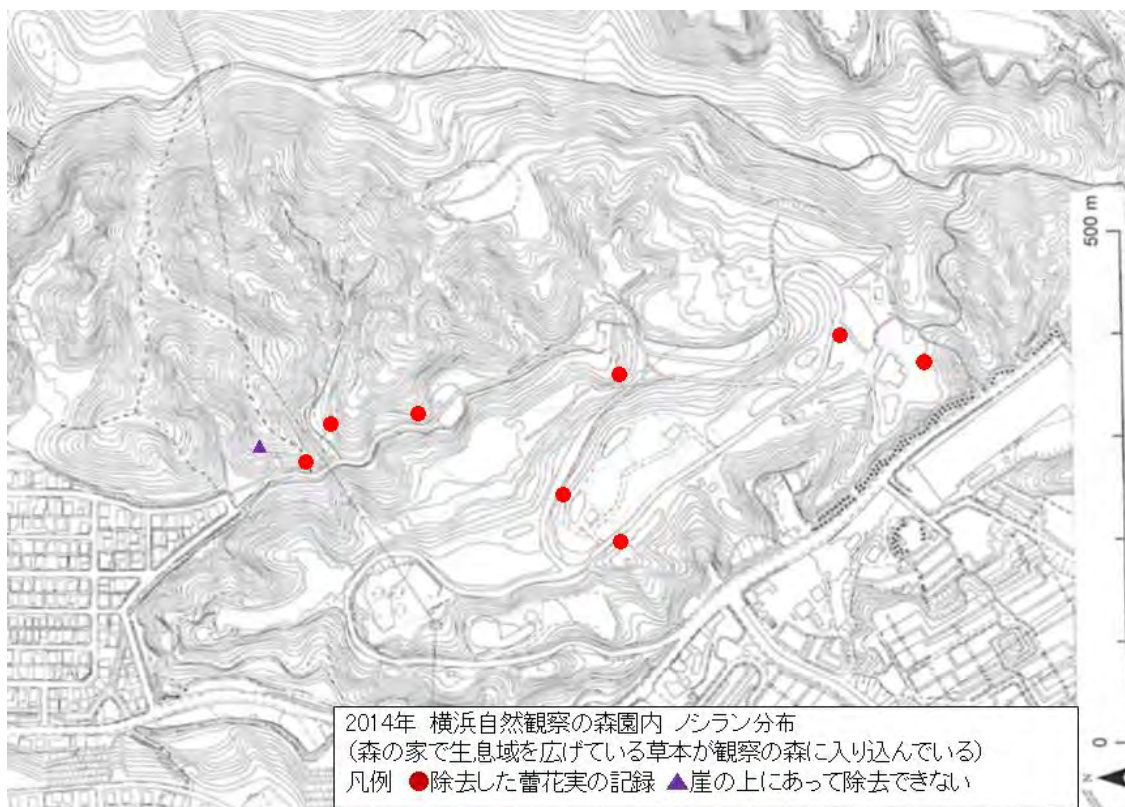 500 m
0
N
2014年 横浜自然観察の森園内 ノシラン分布
(森の家で生息域を広げている草本が観察の森に入り込んでいる)
凡例 ●除去した蕾花実の記録 ▲崖の上にあって除去できない